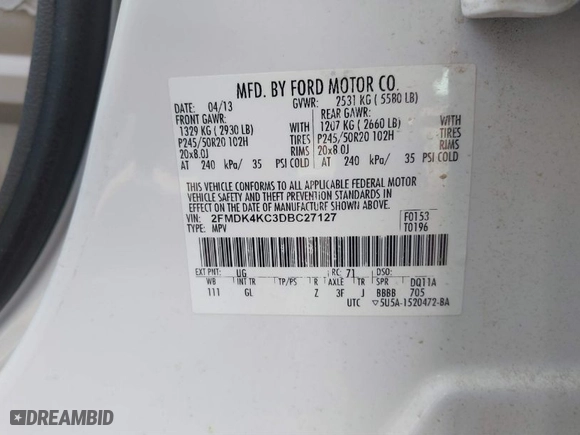 MFD. BY FORD MOTOR CO.
DATE: 04/13 GVWR: 2531 KG ( 5580 LB)
FRONT GAWR: REAR GAWR:
1329 KG ( 2930 LB) WITH 1207 KG ( 2660 LB) WITH
P245/50R20 102H TIRES P245/50R20 102H TIRES
20x8.0J RIMS 20x8.0J RIMS
AT 240 kPa/ 35 PSI COLD AT 240 kPa/ 35 PSI COLD
THIS VEHICLE CONFORMS TO ALL APPLICABLE FEDERAL MOTOR
VEHICLE SAFETY AND THEFT PREVENTION STANDARDS IN
EFFECT ON THE DATE OF MANUFACTURE SHOWN ABOVE.
VIN: 2FMDK4KC3DBC27127 F0153
TYPE: MPV T0196
EXT PNT: UG RC: 71 DSO:
WB INT TR TP/PS R AXLE TR SPR DQ11A
111 GL Z 3F J BBBB 705
UTC ▽5U5A-1520472-BA
DREAMBID